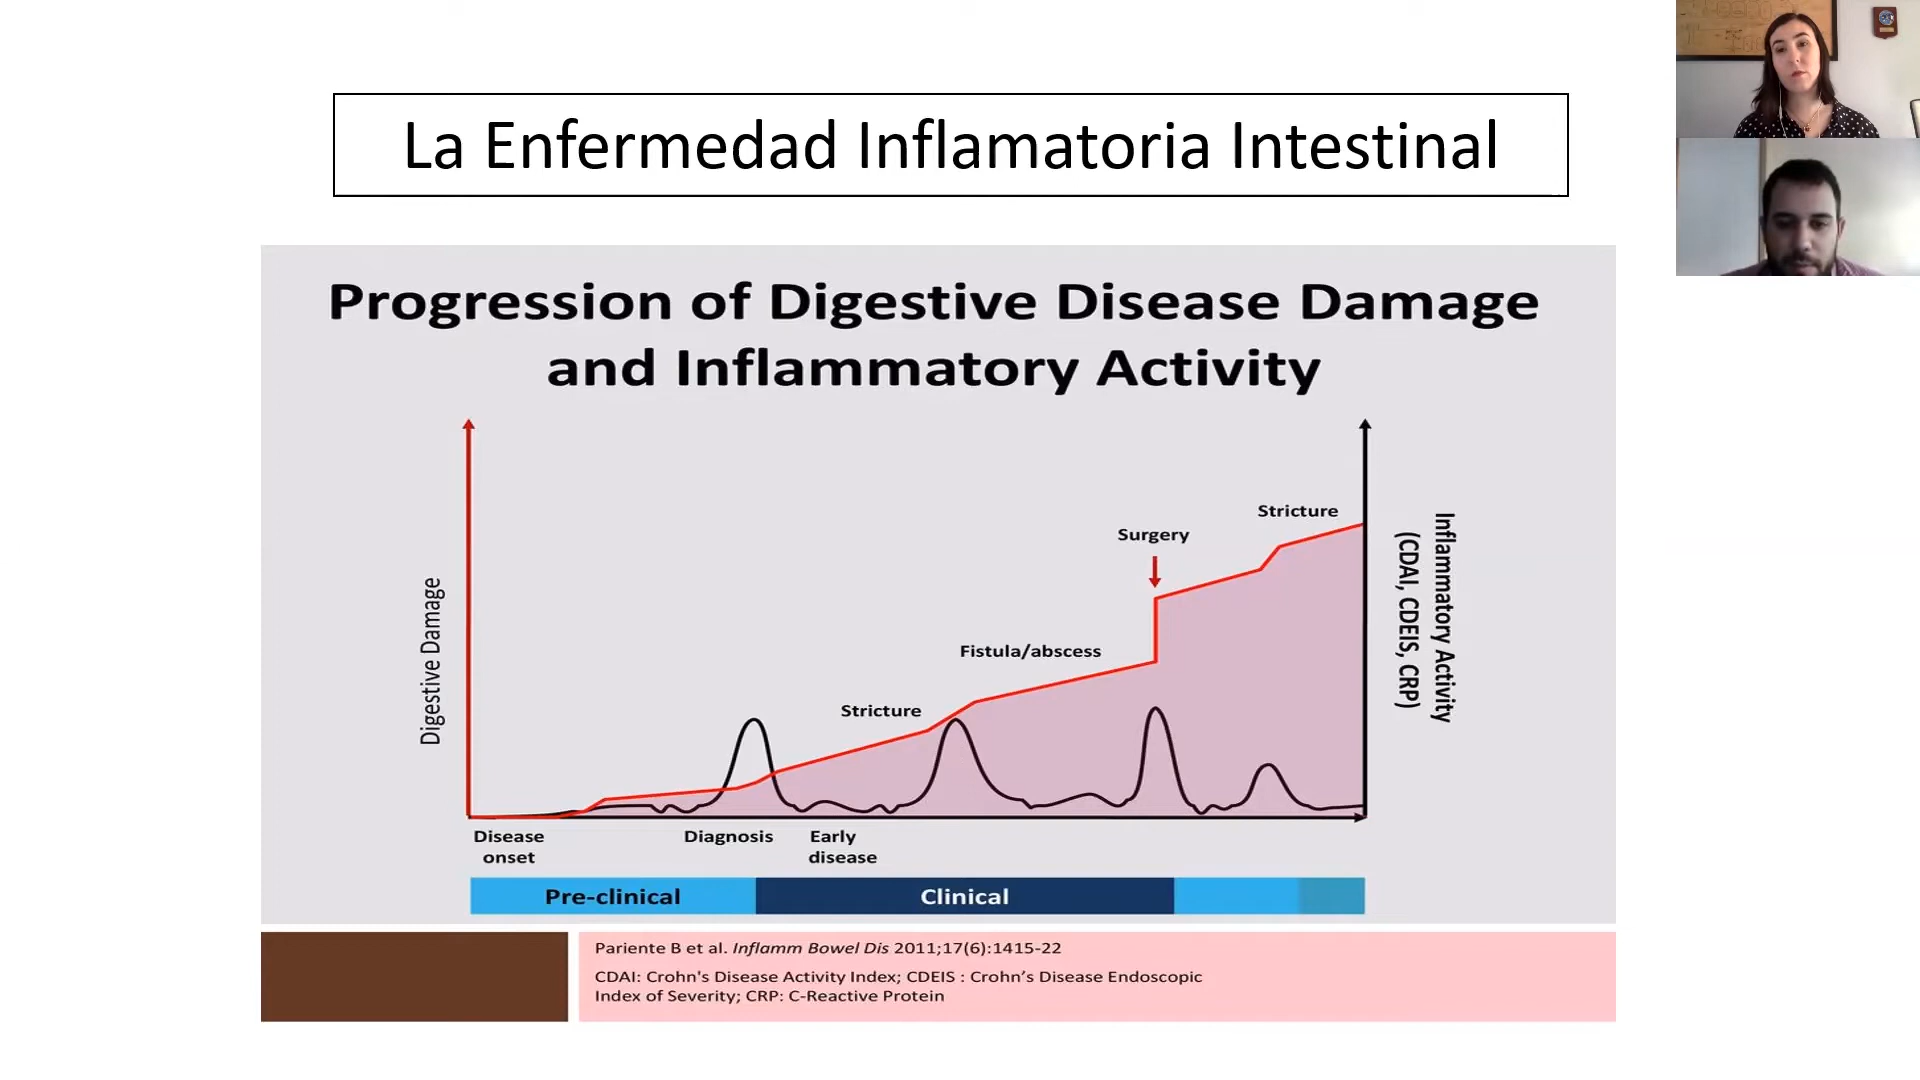 La Enfermedad Inflamatoria Intestinal
Progression of Digestive Disease Damage
and Inflammatory Activity
Stricture
Surgery
Fistula/abscess
Stricture
Digestive Damage
Inflammatory Activity
(CDAI, CDEIS, CRP)
Disease
onset
Diagnosis
Early
disease
Pre-clinical
Clinical
Pariente B et al. Inflamm Bowel Dis 2011;17(6):1415-22
CDAI: Crohn's Disease Activity Index; CDEIS : Crohn’s Disease Endoscopic
Index of Severity; CRP: C-Reactive Protein